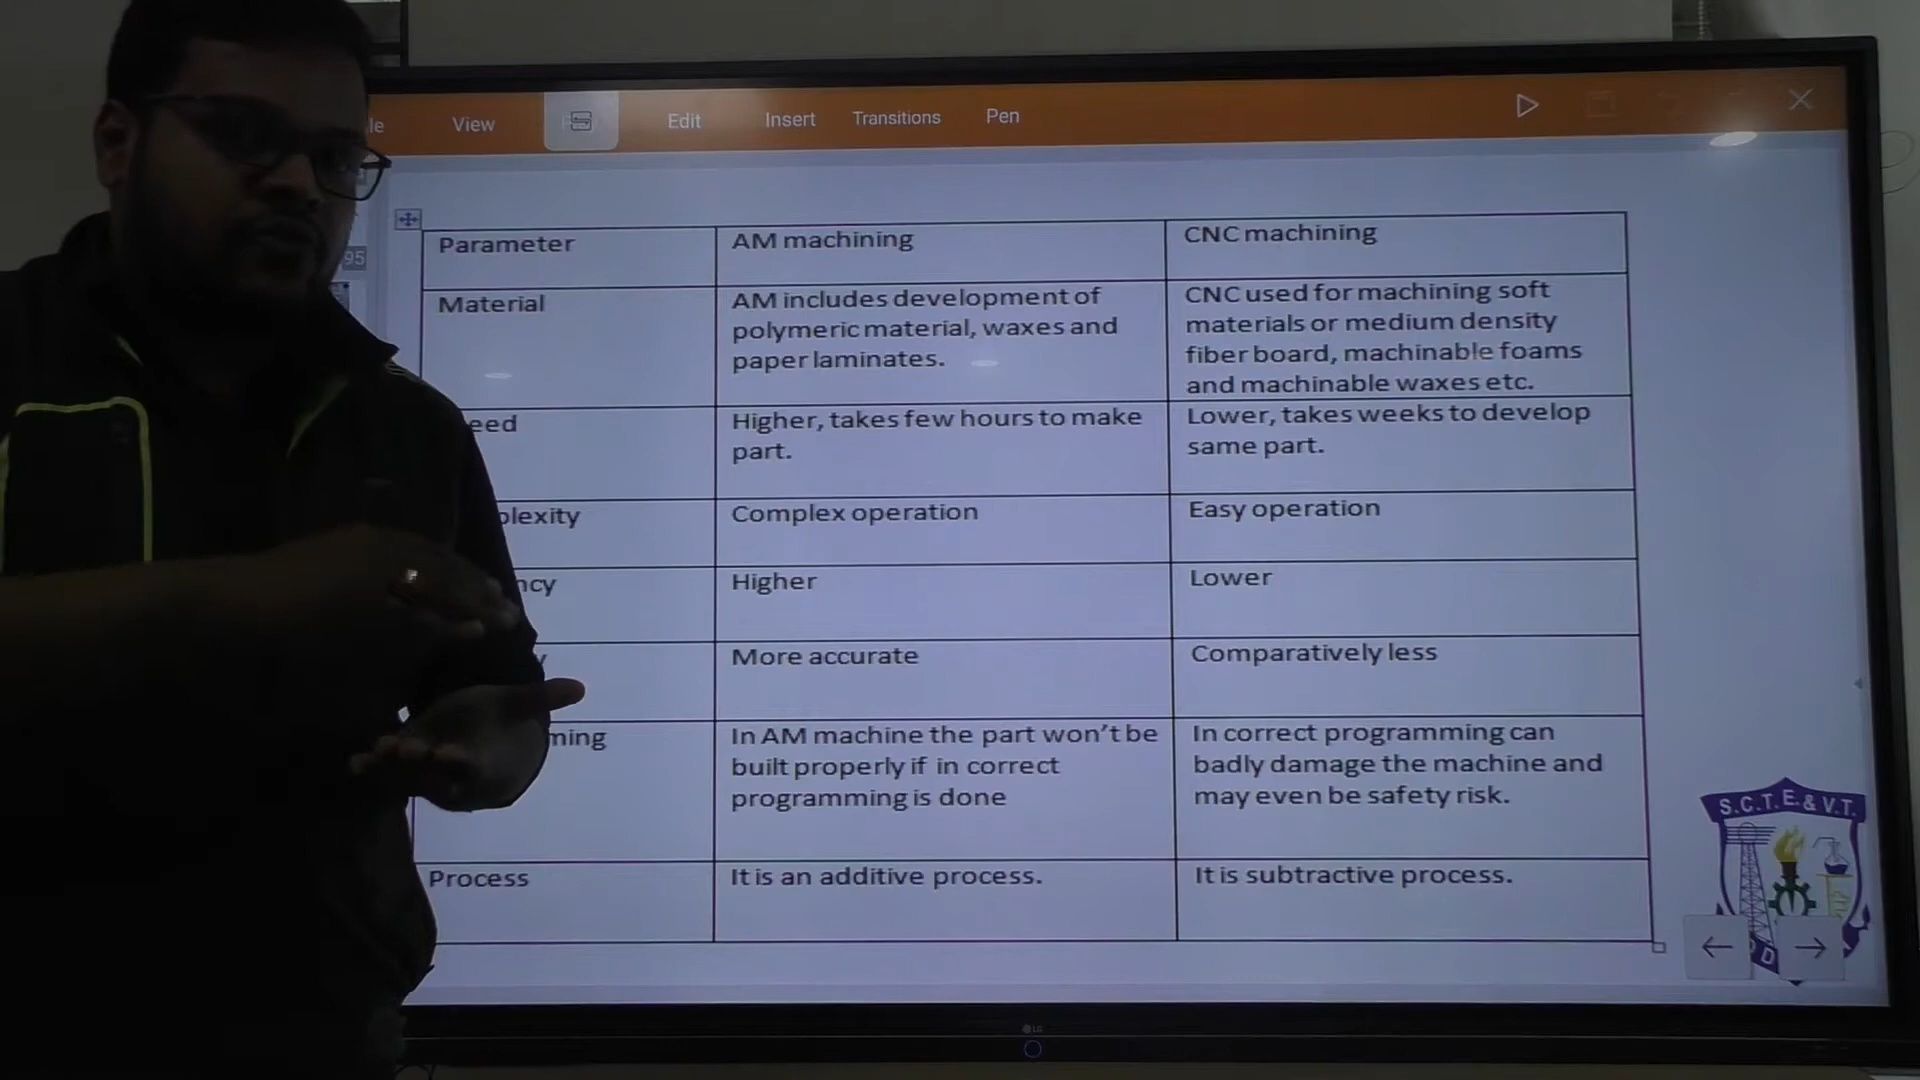 View
Edit
Insert
Transitions
Pen
95
Parameter
AM machining
CNC machining
Material
AM includes development of
polymeric material, waxes and
paper laminates.
CNC used for machining soft
materials or medium density
fiber board, machinable foams
and machinable waxes etc.
eed
Higher, takes few hours to make
part.
Lower, takes weeks to develop
same part.
plexity
Complex operation
Easy operation
ncy
Higher
Lower
y
More accurate
Comparatively less
ming
In AM machine the part won't be
built properly if in correct
programming is done
In correct programming can
badly damage the machine and
may even be safety risk.
Process
It is an additive process.
It is subtractive process.
S.C.T.E.& V.T.
LG